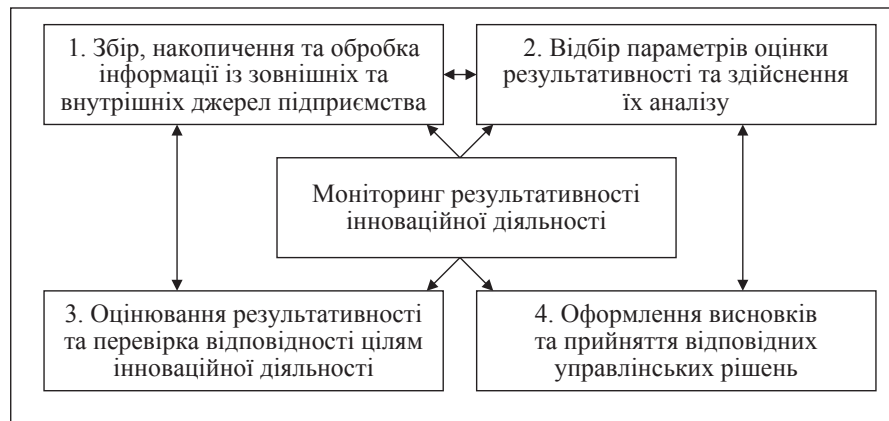 1. Збір, накопичення та обробка
інформації із зовнішніх та
внутрішніх джерел підприємства
2. Відбір параметрів оцінки
результативності та здійснення
їх аналізу
Моніторинг результативності
інноваційної діяльності
3. Оцінювання результативності
та перевірка відповідності цілям
інноваційної діяльності
4. Оформлення висновків
та прийняття відповідних
управлінських рішень